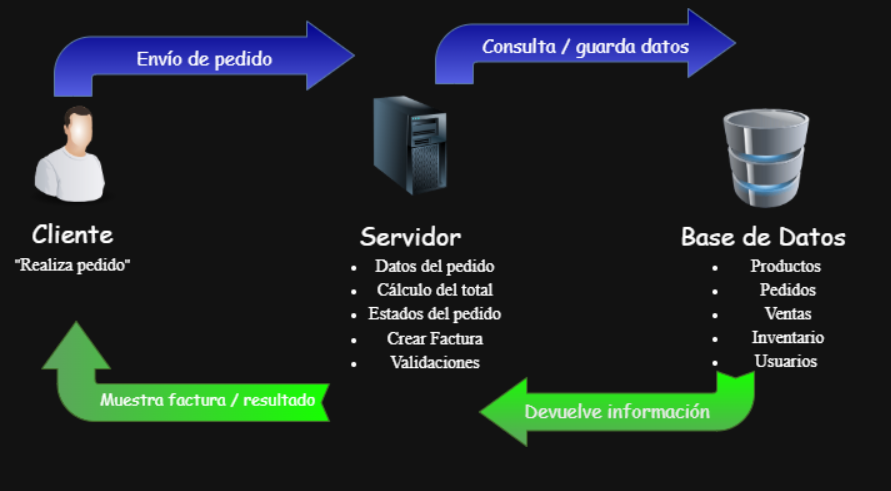 Envío de pedido
Consulta / guarda datos
Cliente
"Realiza pedido"
Servidor
Datos del pedido
Cálculo del total
Estados del pedido
Crear Factura
Validaciones
Base de Datos
Productos
Pedidos
Ventas
Inventario
Usuarios
Muestra factura / resultado
Devuelve información